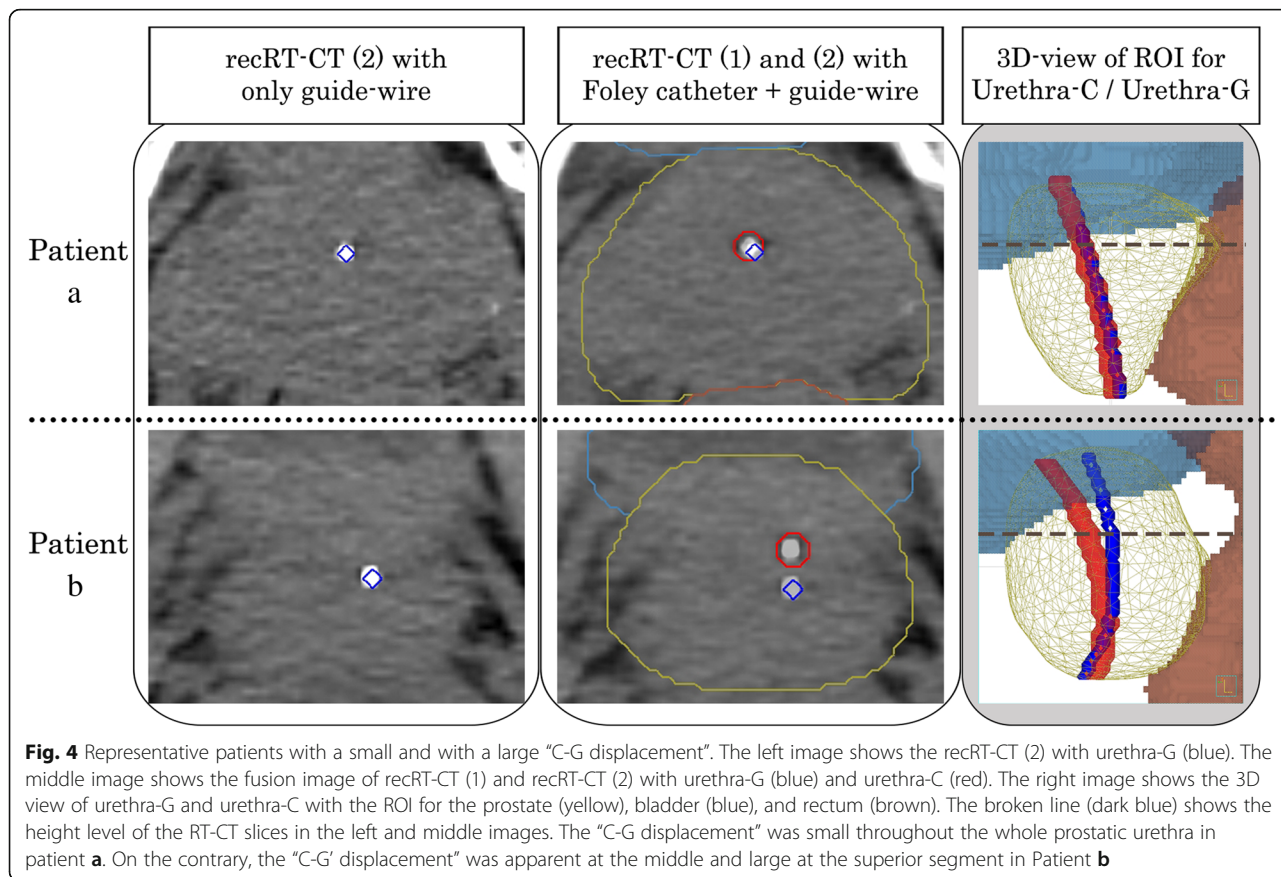 recRT-CT (2) with
only guide-wire
recRT-CT (1) and (2) with
Foley catheter + guide-wire
3D-view of ROI for
Urethra-C / Urethra-G
Patient
a
L
Patient
b
L
Fig. 4 Representative patients with a small and with a large “C-G displacement”. The left image shows the recRT-CT (2) with urethra-G (blue). The
middle image shows the fusion image of recRT-CT (1) and recRT-CT (2) with urethra-G (blue) and urethra-C (red). The right image shows the 3D
view of urethra-G and urethra-C with the ROI for the prostate (yellow), bladder (blue), and rectum (brown). The broken line (dark blue) shows the
height level of the RT-CT slices in the left and middle images. The “C-G displacement” was small throughout the whole prostatic urethra in
patient a. On the contrary, the “C-G’ displacement” was apparent at the middle and large at the superior segment in Patient b